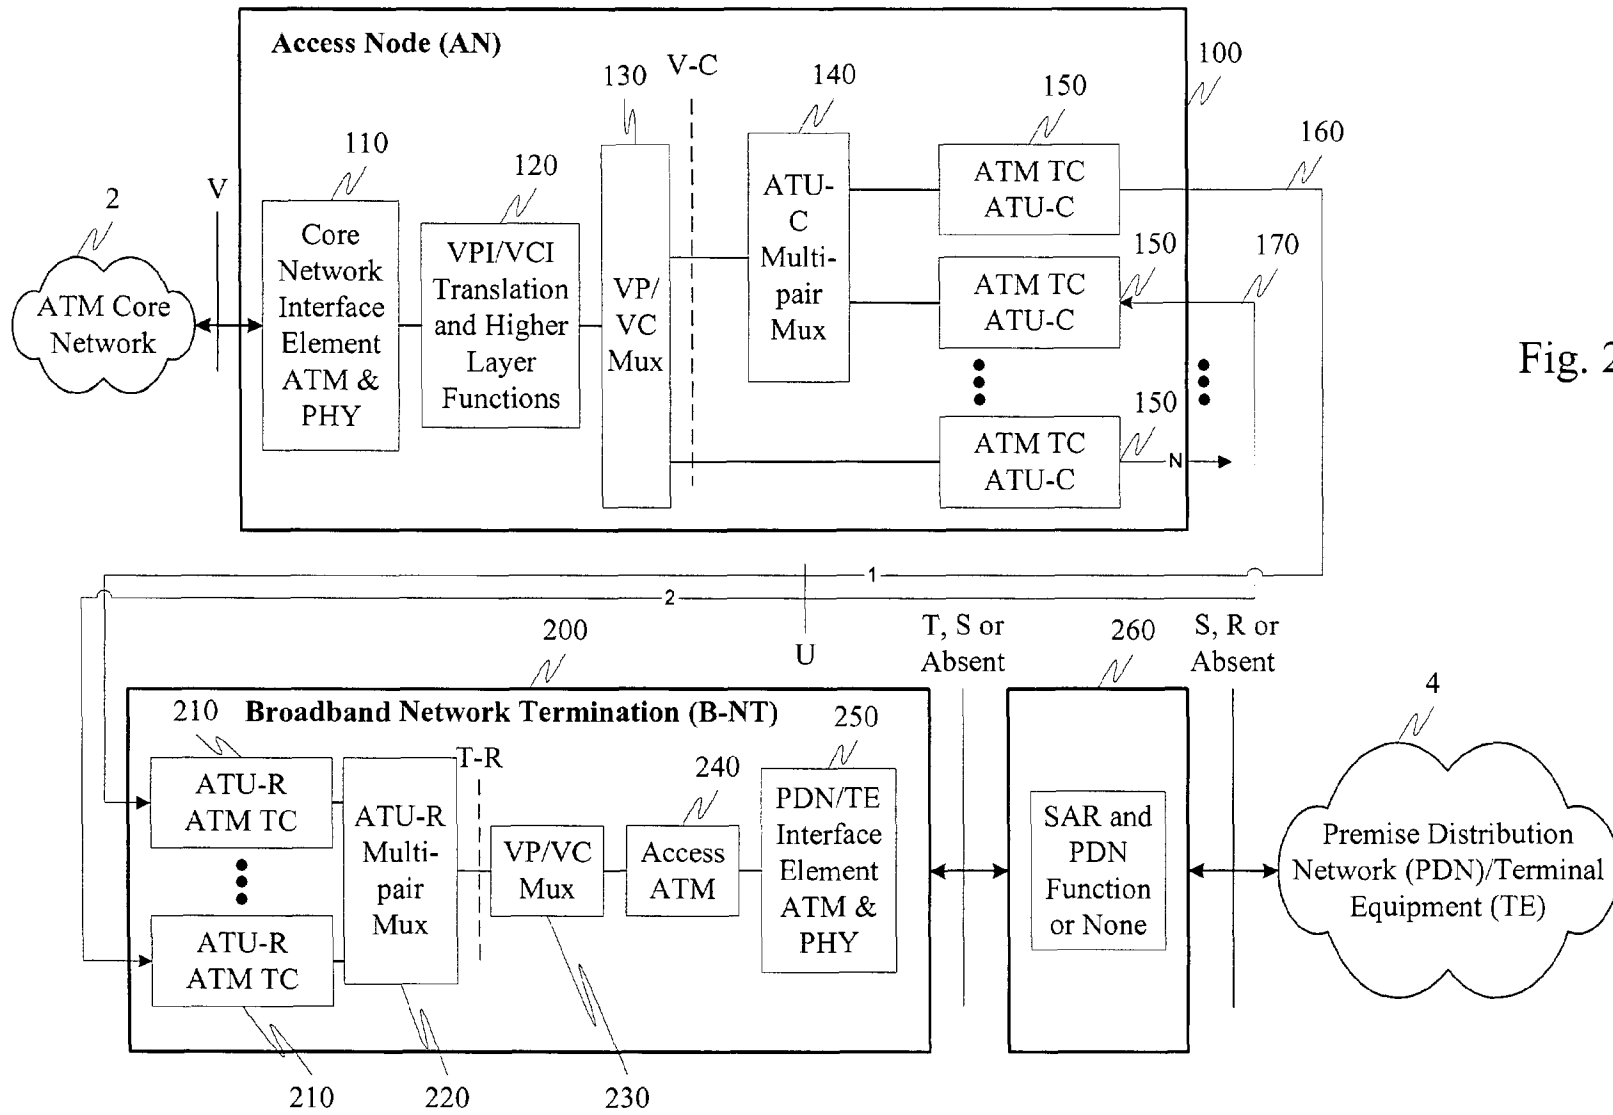 Access Node (AN)
100
130
V-C
140
150
110
120
160
2
V
170
ATM Core
Network
Core
Network
Interface
Element
ATM &
PHY
VPI/VCI
Translation
and Higher
Layer
Functions
VP/
VC
Mux
ATU-
C
Multi-
pair
Mux
ATM TC
ATU-C
150
ATM TC
ATU-C
150
ATM TC
ATU-C
N
Fig. 2
1
2
U
200
T, S or
Absent
260
S, R or
Absent
4
Broadband Network Termination (B-NT)
210
T-R
240
250
ATU-R
ATM TC
ATU-R
ATM TC
ATU-R
Multi-
pair
Mux
VP/VC
Mux
Access
ATM
PDN/TE
Interface
Element
ATM &
PHY
SAR and
PDN
Function
or None
Premise Distribution
Network (PDN)/Terminal
Equipment (TE)
210
220
230